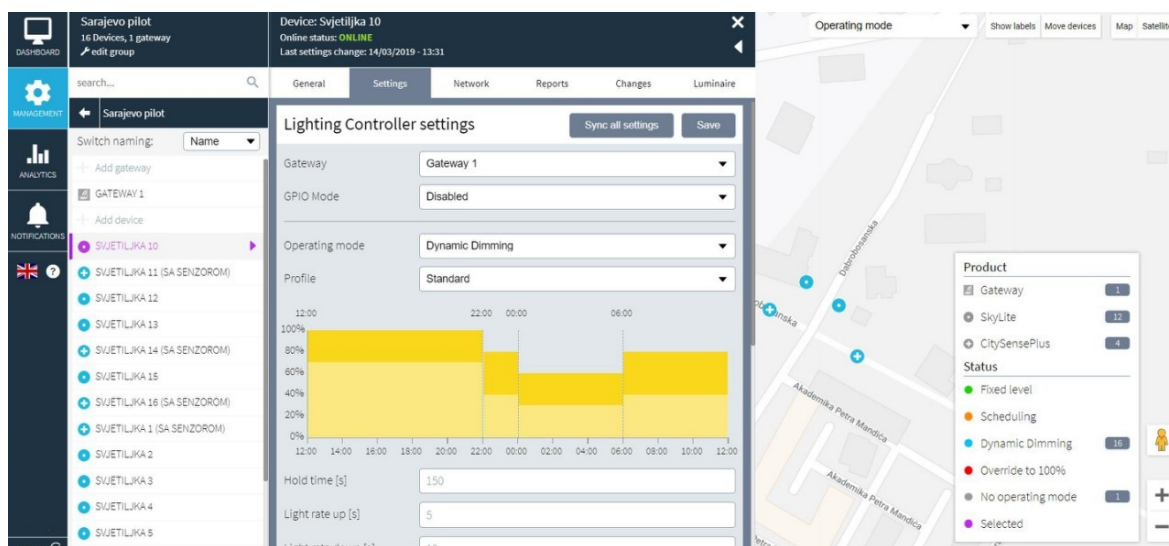 DASHBOARD
MANAGEMENT
ANALYTICS
NOTIFICATIONS
?
Sarajevo pilot
16 Devices, 1 gateway
edit group
search...
Sarajevo pilot
Switch naming: Name
Add gateway
GATEWAY 1
Add device
SVJETILJKA 10
SVJETILJKA 11 (SA SENZOROM)
SVJETILJKA 12
SVJETILJKA 13
SVJETILJKA 14 (SA SENZOROM)
SVJETILJKA 15
SVJETILJKA 16 (SA SENZOROM)
SVJETILJKA 1 (SA SENZOROM)
SVJETILJKA 2
SVJETILJKA 3
SVJETILJKA 4
SVJETILJKA 5
Device: Svjetiljka 10
Online status: ONLINE
Last settings change: 14/03/2019 - 13:31
General Settings Network Reports Changes Luminaire
Lighting Controller settings Sync all settings Save
Gateway Gateway 1
GPIO Mode Disabled
Operating mode Dynamic Dimming
Profile Standard
12:00 22:00 00:00 06:00
100%
80%
60%
40%
20%
0%
12:00 14:00 16:00 18:00 20:00 22:00 00:00 02:00 04:00 06:00 08:00 10:00 12:00
Hold time [s] 150
Light rate up [s] 5
Operating mode Show labels Move devices Map Satellite
Dabrobosanska
Akademika Petra Mandića
Akademika Petra Mandića
Product
Gateway 1
SkyLite 12
CitySensePlus 4
Status
Fixed level
Scheduling
Dynamic Dimming 16
Override to 100%
No operating mode 1
Selected